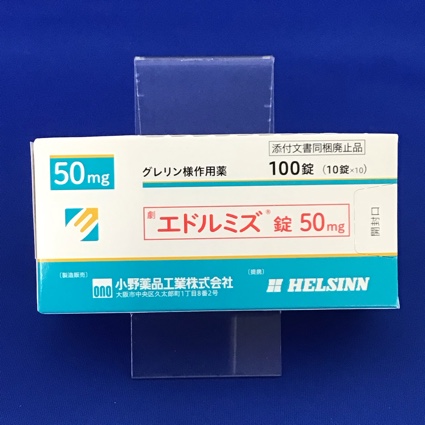 50mg
グレリン様作用薬
添付文書同梱廃止品
100錠 (10錠×10)
劇 エドルミズ® 錠 50mg
開封口
(製造販売)
ono 小野薬品工業株式会社
大阪市中央区久太郎町1丁目8番2号
(提携)
HELSINN